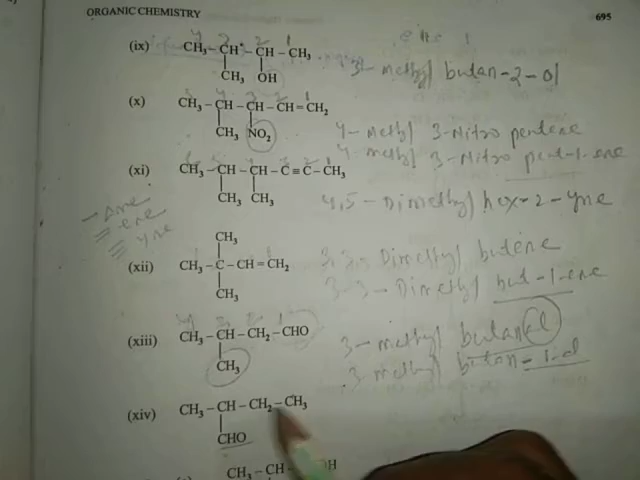 ORGANIC CHEMISTRY 695
(ix) CH₃–CH–CH–CH₃
CH₃ OH
3-methyl butan-2-ol
(x) CH₃–CH–CH–CH=CH₂
CH₃ NO₂
4-methyl 3-Nitro pentene
4-methyl 3-Nitro pent-1-ene
(xi) CH₃–CH–CH–C≡C–CH₃
CH₃ CH₃
4,5-Dimethyl hex-2-yne
-ane
ene
yne
CH₃
(xii) CH₃–C–CH=CH₂
CH₃
3,3-Dimethyl butene
3-3-Dimethyl but-1-ene
(xiii) CH₃–CH–CH₂–CHO
CH₃
3-methyl butanal
3 methyl butan-1-al
(xiv) CH₃–CH–CH₂–CH₃
CHO
CH₃–CH